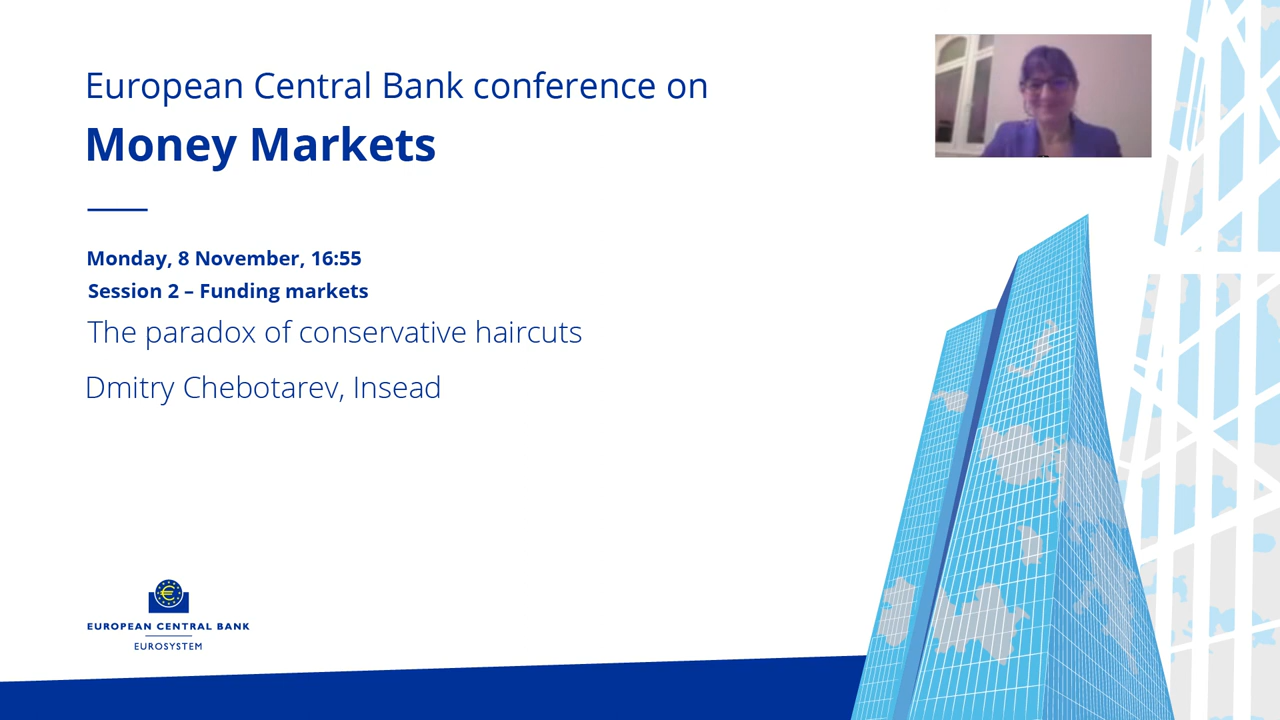 European Central Bank conference on
Money Markets
Monday, 8 November, 16:55
Session 2 – Funding markets
The paradox of conservative haircuts
Dmitry Chebotarev, Insead
EUROPEAN CENTRAL BANK
EUROSYSTEM